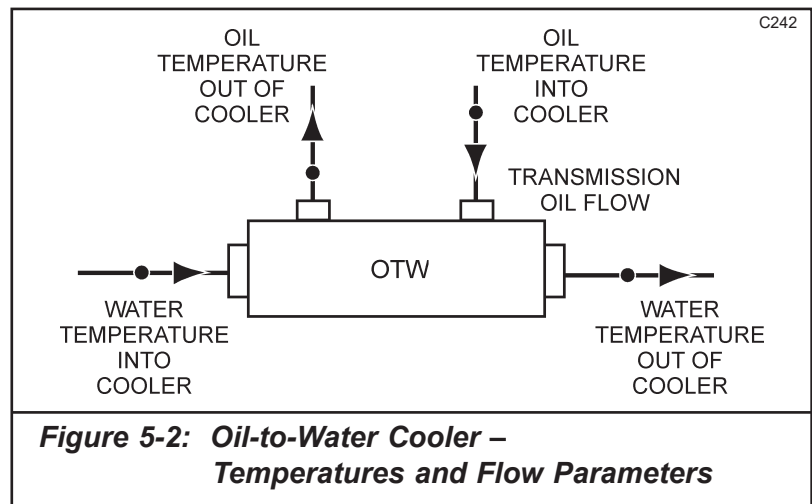 C242
OIL
TEMPERATURE
OUT OF
COOLER
OIL
TEMPERATURE
INTO
COOLER
TRANSMISSION
OIL FLOW
OTW
WATER
TEMPERATURE
INTO
COOLER
WATER
TEMPERATURE
OUT OF
COOLER
Figure 5-2: Oil-to-Water Cooler –
Temperatures and Flow Parameters